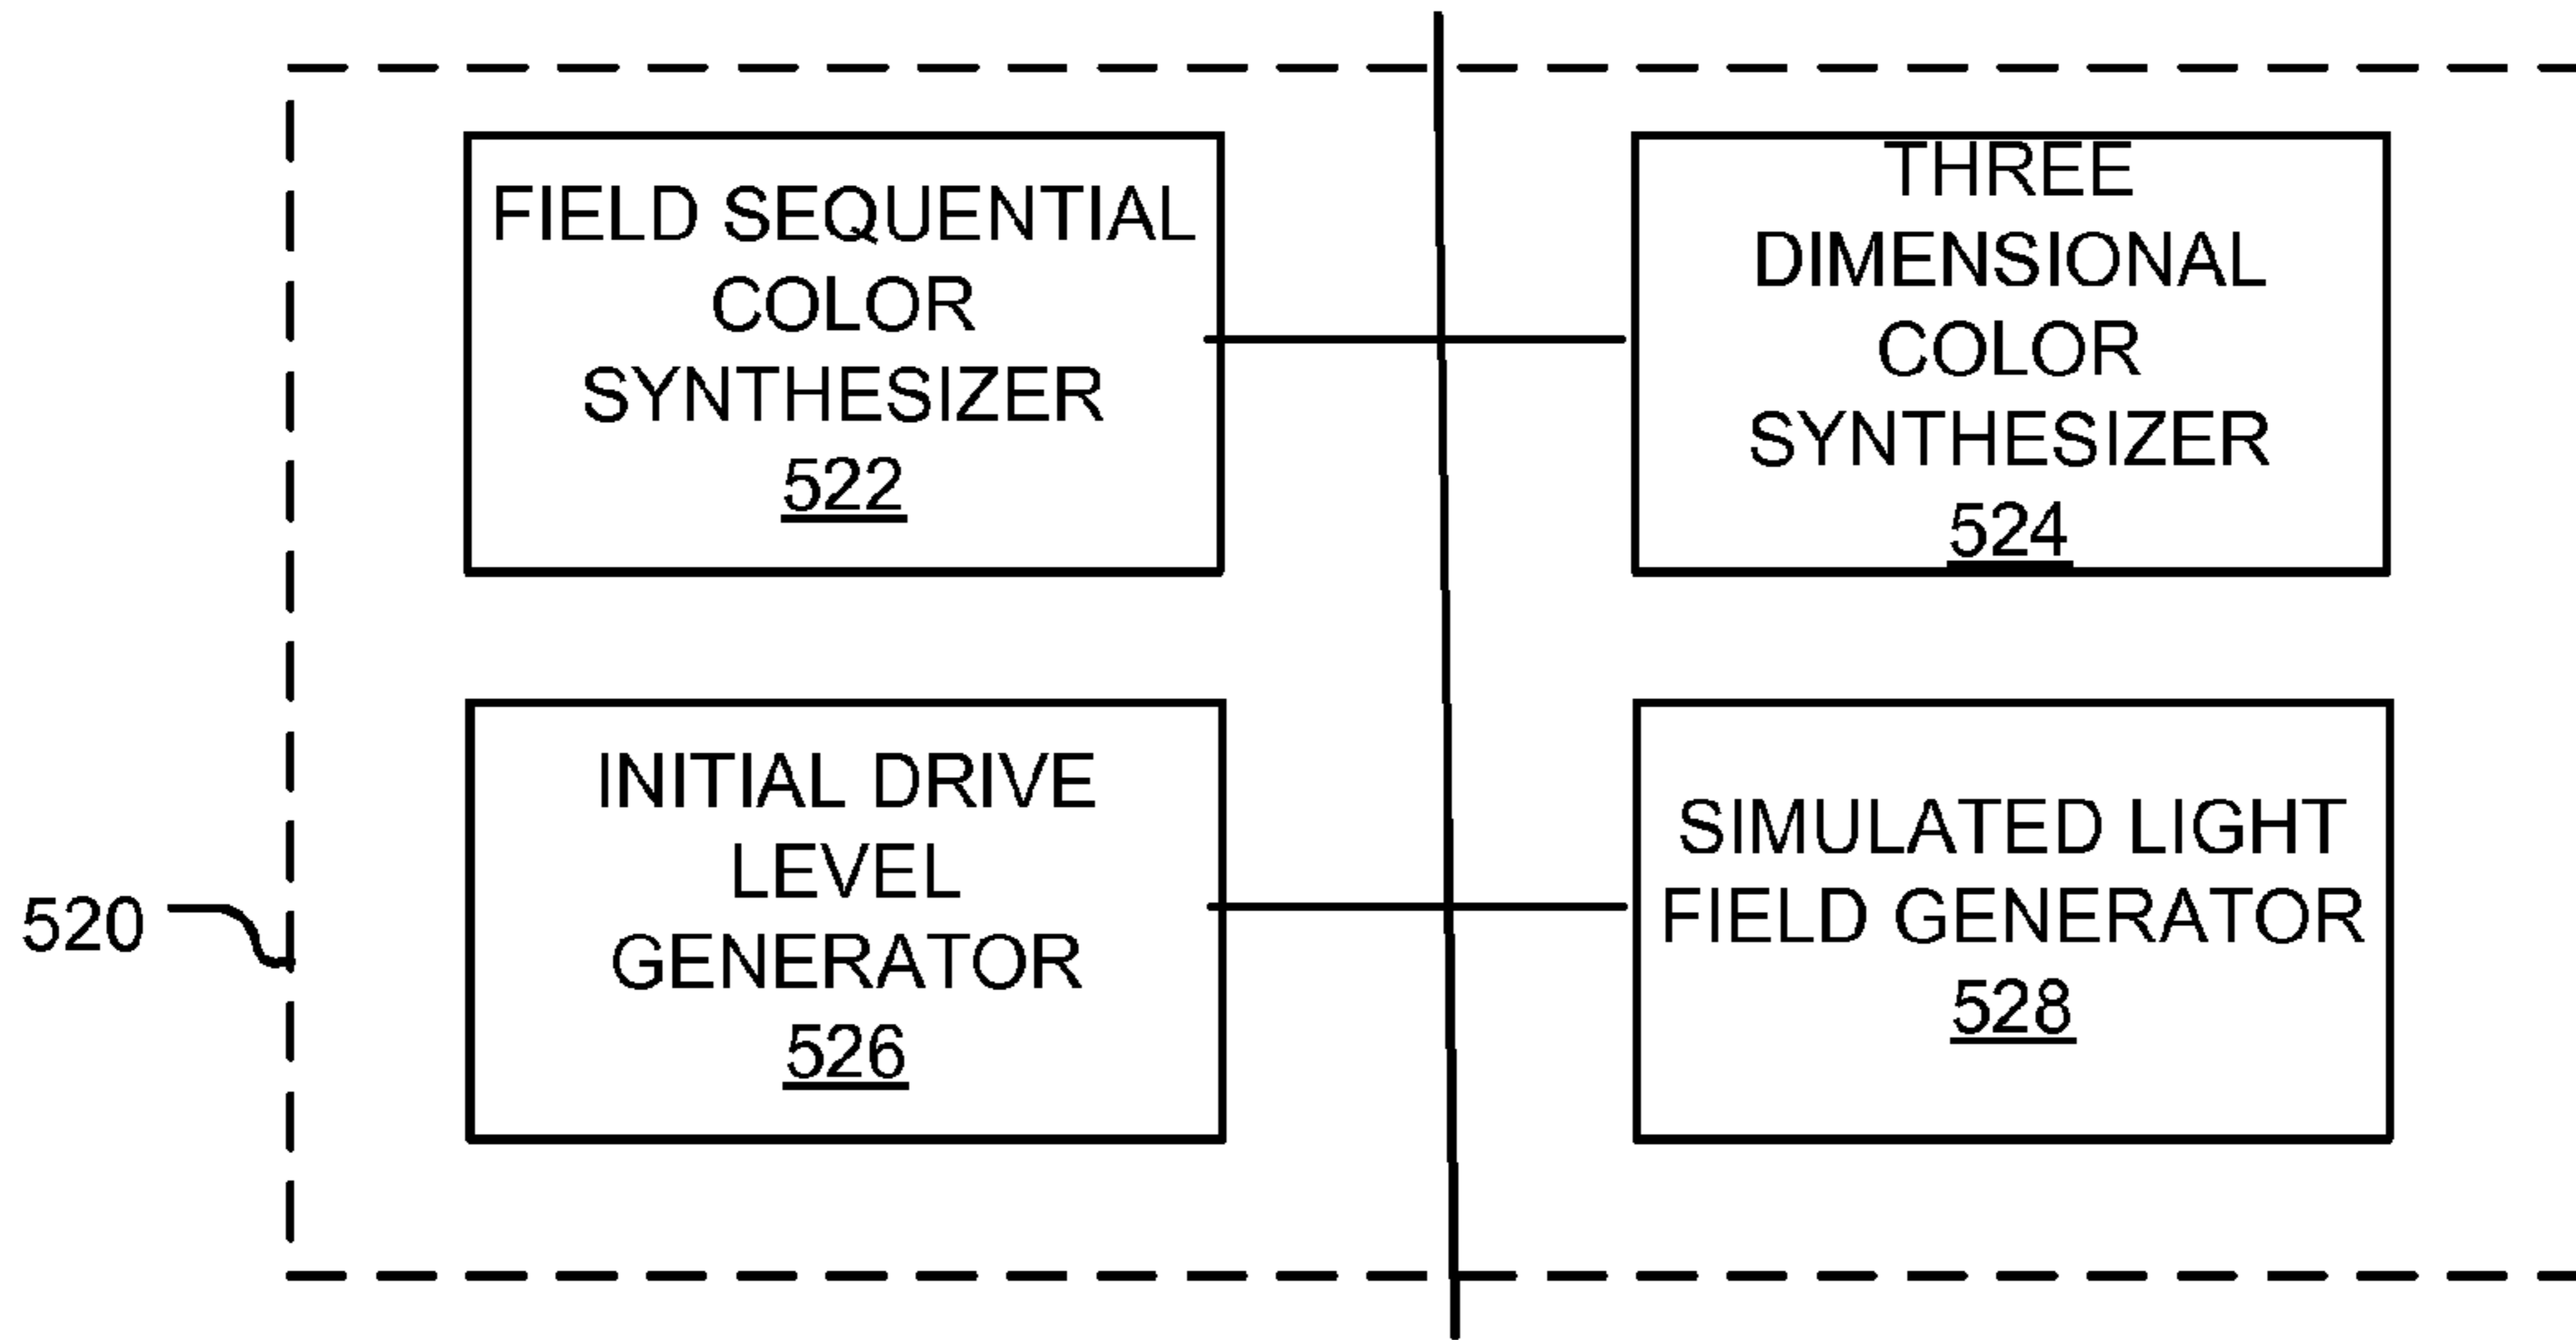 FIELD SEQUENTIAL
COLOR
SYNTHESIZER
522
THREE
DIMENSIONAL
COLOR
SYNTHESIZER
524
INITIAL DRIVE
LEVEL
GENERATOR
526
SIMULATED LIGHT
FIELD GENERATOR
528
520